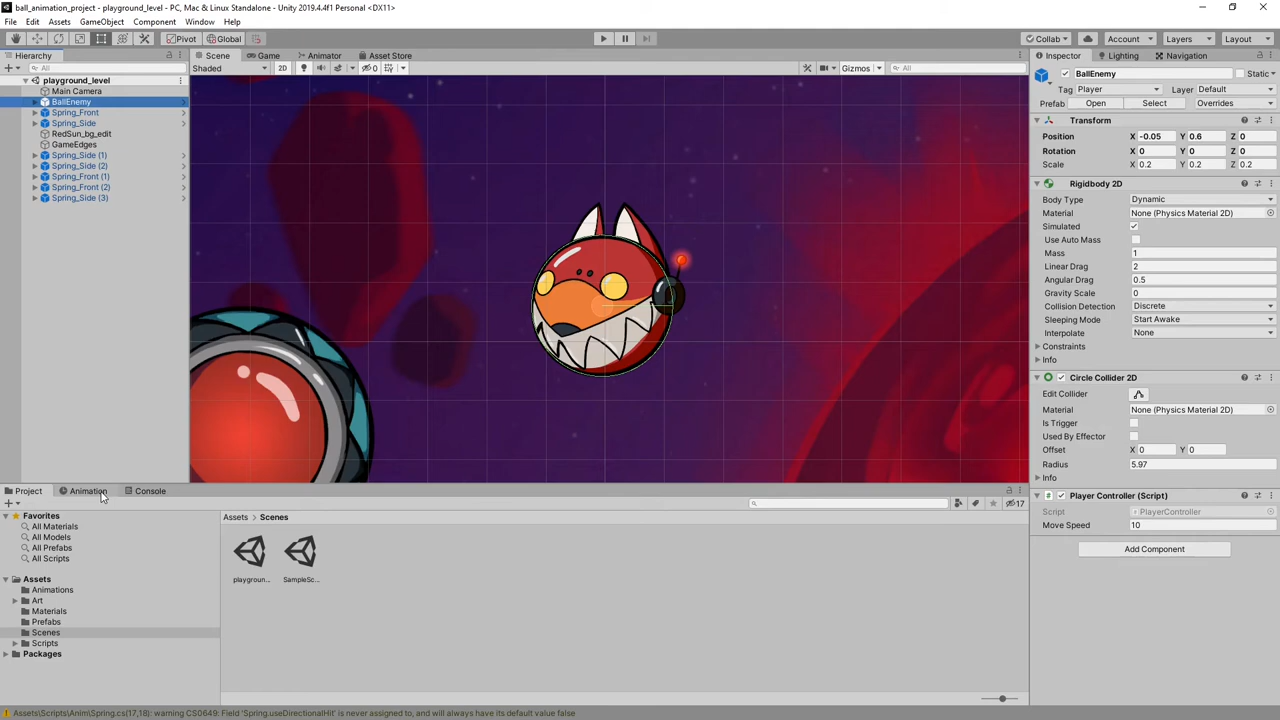 ball_animation_project - playground_level - PC, Mac & Linux Standalone - Unity 2019.4.4f1 Personal <DX11>
File Edit Assets GameObject Component Window Help
Pivot Global Collab Account Layers Layout
Hierarchy Scene Game Animator Asset Store Inspector Lighting Navigation
All Shaded 2D 0 Gizmos All
playground_level
Main Camera
BallEnemy
Spring_Front
Spring_Side
RedSun_bg_edit
GameEdges
Spring_Side (1)
Spring_Side (2)
Spring_Front (1)
Spring_Front (2)
Spring_Side (3)
BallEnemy Static
Tag Player Layer Default
Prefab Open Select Overrides
Transform
Position X -0.05 Y 0.6 Z 0
Rotation X 0 Y 0 Z 0
Scale X 0.2 Y 0.2 Z 0.2
Rigidbody 2D
Body Type Dynamic
Material None (Physics Material 2D)
Simulated
Use Auto Mass
Mass 1
Linear Drag 2
Angular Drag 0.5
Gravity Scale 0
Collision Detection Discrete
Sleeping Mode Start Awake
Interpolate None
Constraints
Info
Circle Collider 2D
Edit Collider
Material None (Physics Material 2D)
Is Trigger
Used By Effector
Offset X 0 Y 0
Radius 5.97
Info
Player Controller (Script)
Script PlayerController
Move Speed 10
Add Component
Project Animation Console
17
Favorites
All Materials
All Models
All Prefabs
All Scripts
Assets
Animations
Art
Materials
Prefabs
Scenes
Scripts
Packages
Assets > Scenes
playgroun... SampleSc...
Assets\Scripts\Anim\Spring.cs(17,18): warning CS0649: Field 'Spring.useDirectionalHit' is never assigned to, and will always have its default value false